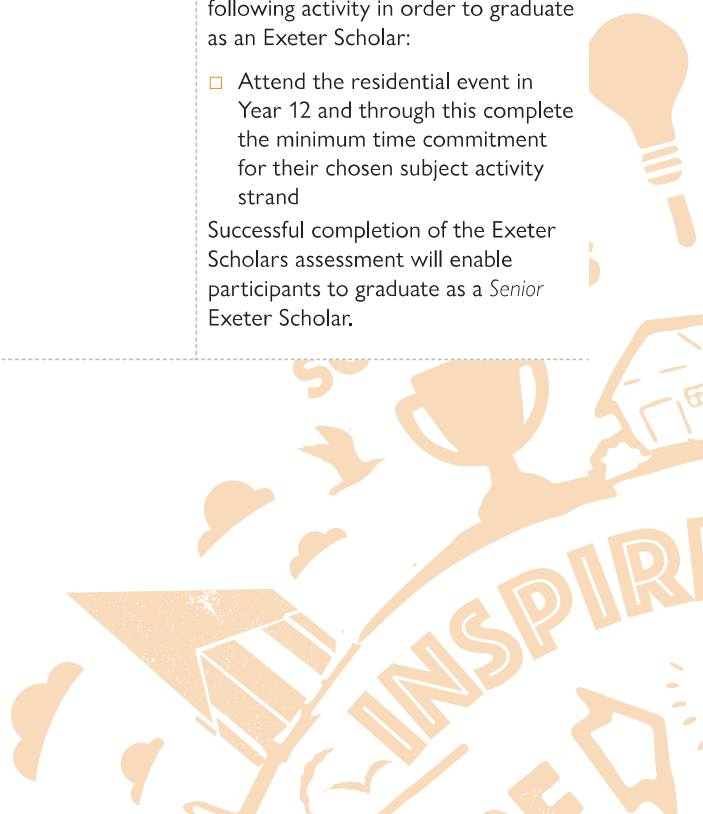 following activity in order to graduate
as an Exeter Scholar:
□ Attend the residential event in
Year 12 and through this complete
the minimum time commitment
for their chosen subject activity
strand
Successful completion of the Exeter
Scholars assessment will enable
participants to graduate as a Senior
Exeter Scholar.